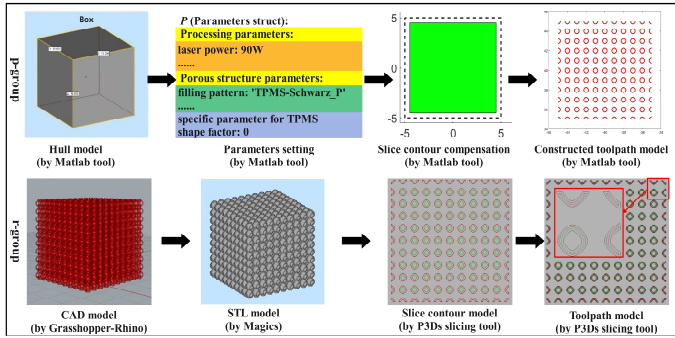 Box
P (Parameters struct):
Processing parameters:
laser power: 90W
......
Porous structure parameters:
filling pattern: 'TPMS-Schwarz_P'
......
specific parameter for TPMS
shape factor: 0
5
0
-5
-5
0
5
p-group
Hull model
(by Matlab tool)
Parameters setting
(by Matlab tool)
Slice contour compensation
(by Matlab tool)
Constructed toolpath model
(by Matlab tool)
r-group
CAD model
(by Grasshopper-Rhino)
STL model
(by Magics)
Slice contour model
(by P3Ds slicing tool)
Toolpath model
(by P3Ds slicing tool)